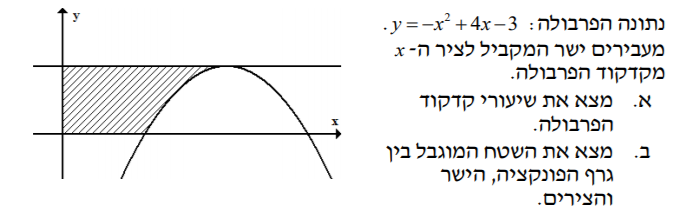 נתונה הפרבולה: y = −x² + 4x − 3.
מעבירים ישר המקביל לציר ה- x
מקדקוד הפרבולה.
א. מצא את שיעורי קדקוד
הפרבולה.
ב. מצא את השטח המוגבל בין
גרף הפונקציה, הישר
והצירים.
y
x